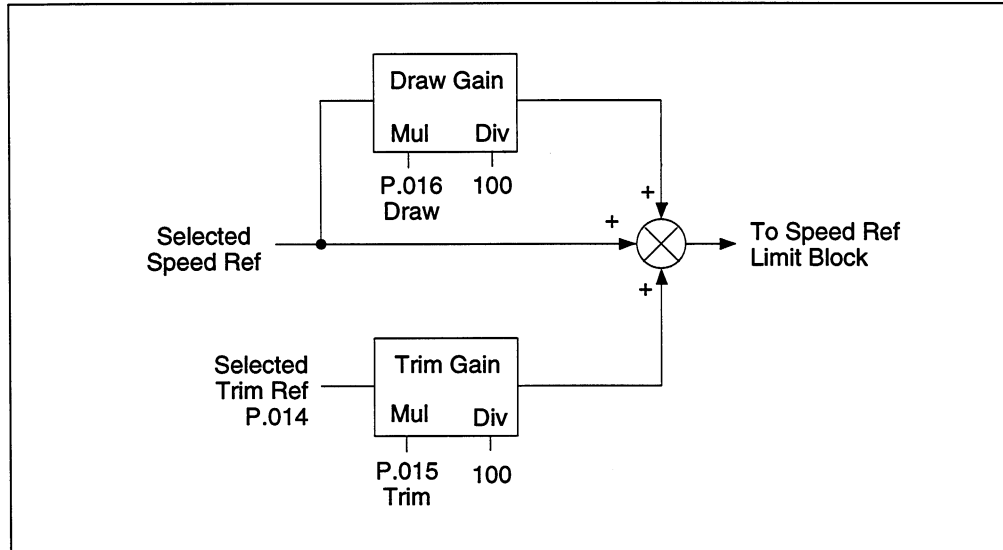 Draw Gain
Mul Div
P.016 100
Draw
+
Selected
Speed Ref
+
To Speed Ref
Limit Block
+
Selected
Trim Ref
P.014
Trim Gain
Mul Div
P.015 100
Trim